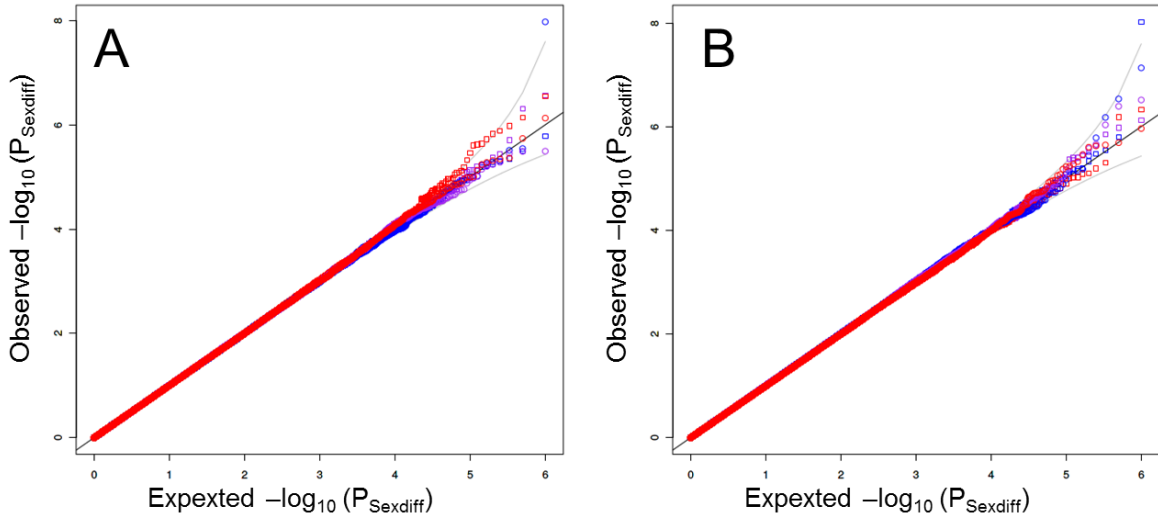 A
B
Observed –log10 (PSexdiff)
8
6
4
2
0
0 1 2 3 4 5 6
Expexted –log10 (PSexdiff)
Observed –log10 (PSexdiff)
8
6
4
2
0
0 1 2 3 4 5 6
Expexted –log10 (PSexdiff)